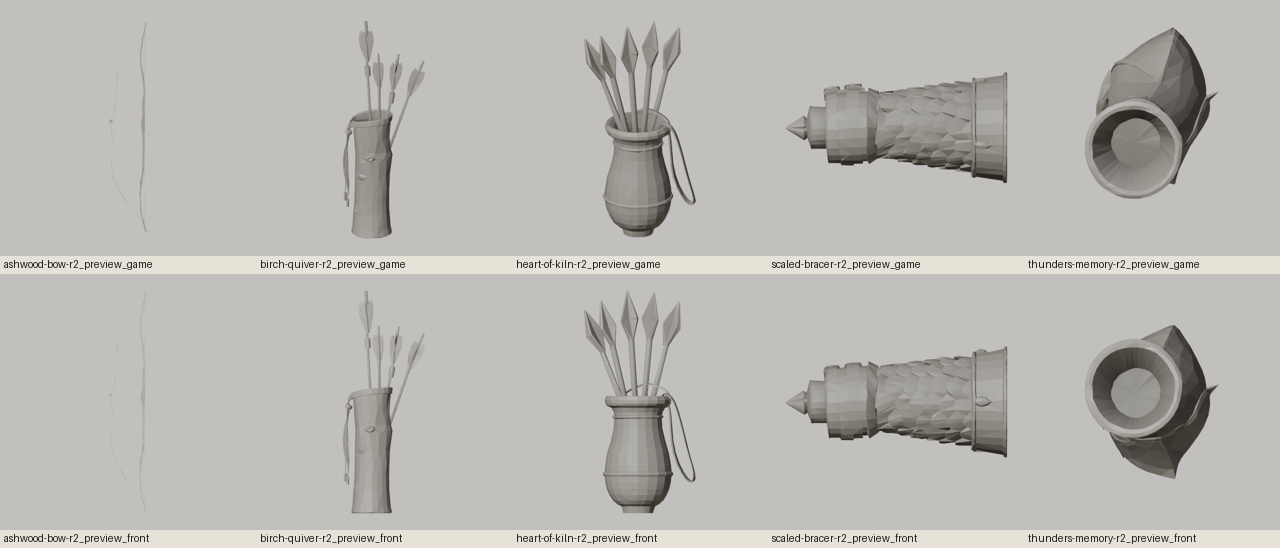 ashwood-bow-r2_preview_game birch-quiver-r2_preview_game heart-of-kiln-r2_preview_game scaled-bracer-r2_preview_game thunders-memory-r2_preview_game
ashwood-bow-r2_preview_front birch-quiver-r2_preview_front heart-of-kiln-r2_preview_front scaled-bracer-r2_preview_front thunders-memory-r2_preview_front